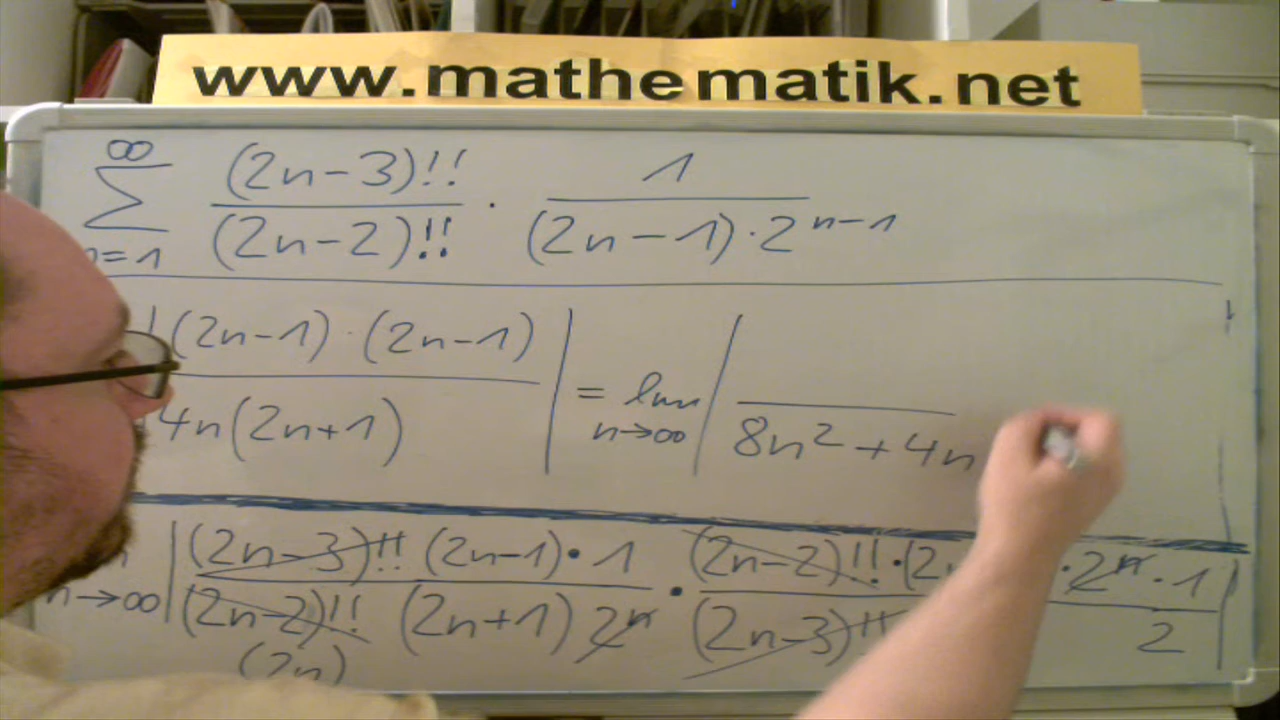 www.mathematik.net
∞
∑ (2n-3)!! / (2n-2)!! · 1 / ((2n-1)·2^(n-1))
n=1
|(2n-1)·(2n-1) / 4n(2n+1)| = lim n→∞ | / 8n²+4n
n→∞ |(2n-3)!! (2n-1)·1 / (2n-2)!! (2n+1) 2ⁿ · (2n-2)!!·(2 ·2ⁿ·1 / (2n-3)!! 2|
(2n)